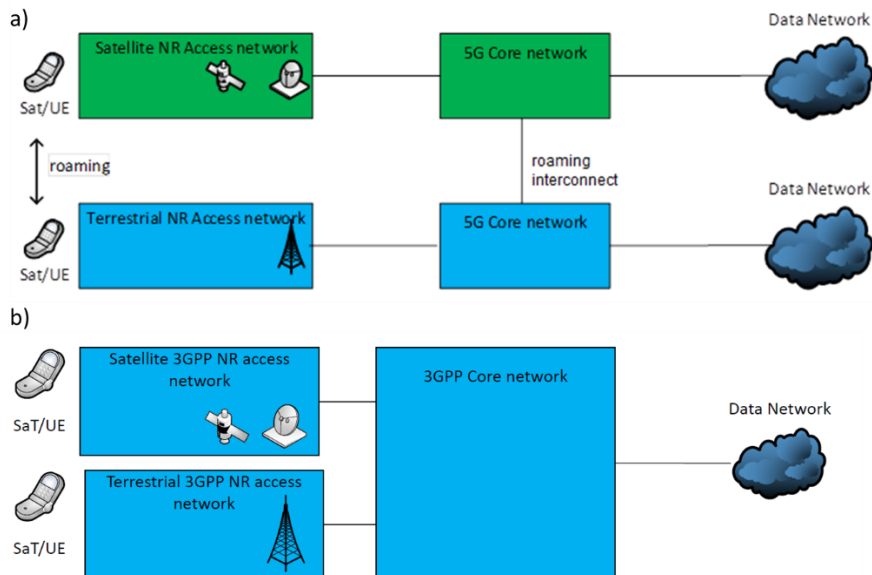 a)
Satellite NR Access network
5G Core network
Data Network
Sat/UE
roaming
roaming
interconnect
Terrestrial NR Access network
5G Core network
Data Network
Sat/UE
b)
Satellite 3GPP NR access
network
3GPP Core network
SaT/UE
Data Network
Terrestrial 3GPP NR access
network
SaT/UE